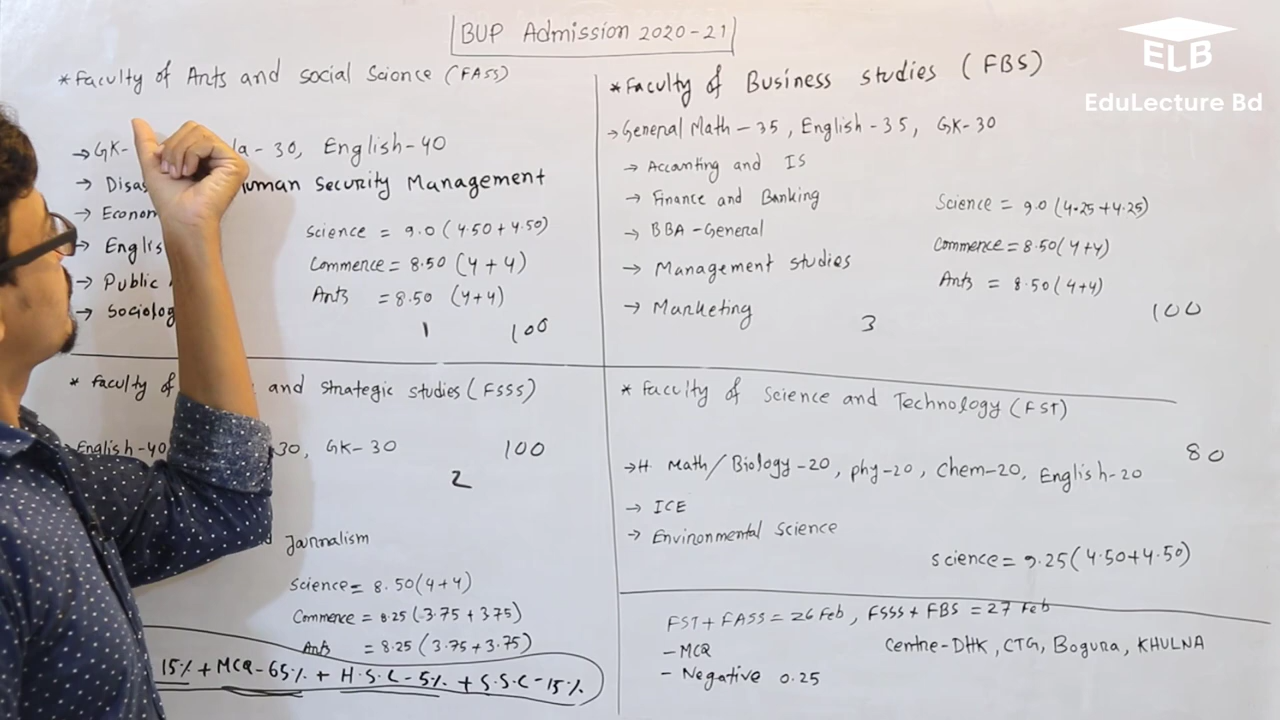 BUP Admission 2020-21
ELB
EduLecture Bd
* Faculty of Arts and social Science (FASS)
→ GK- la - 30, English-40
→ Disas uman Security Management
→ Econom
→ Englis
→ Public
→ Sociolog
Science = 9.0 (4.50 + 4.50)
Commerce = 8.50 (4 + 4)
Arts = 8.50 (4+4)
1 100
* Faculty of Business studies (FBS)
→ General Math - 35, English - 35, GK-30
→ Accounting and IS
→ Finance and Banking
→ BBA - General
→ Management studies
→ Marketing
Science = 9.0 (4.25 + 4.25)
Commerce = 8.50 (4+4)
Arts = 8.50 (4+4)
3 100
* Faculty of and Strategic studies (FSSS)
English-40 30, GK-30 100
2
Jarnalism
Science = 8.50 (4+4)
Commerce = 8.25 (3.75 + 3.75)
Arts = 8.25 (3.75 + 3.75)
15% + MCQ-65% + H.S.C-5% + S.S.C-15%
* Faculty of Science and Technology (FST)
80
→ H. Math/Biology-20, phy-20, Chem-20, English-20
→ ICE
→ Environmental Science
Science = 9.25 (4.50 + 4.50)
FST + FASS = 26 Feb, FSSS + FBS = 27 Feb
- MCQ
- Negative 0.25
Centre-DHK, CTG, Bogura, KHULNA